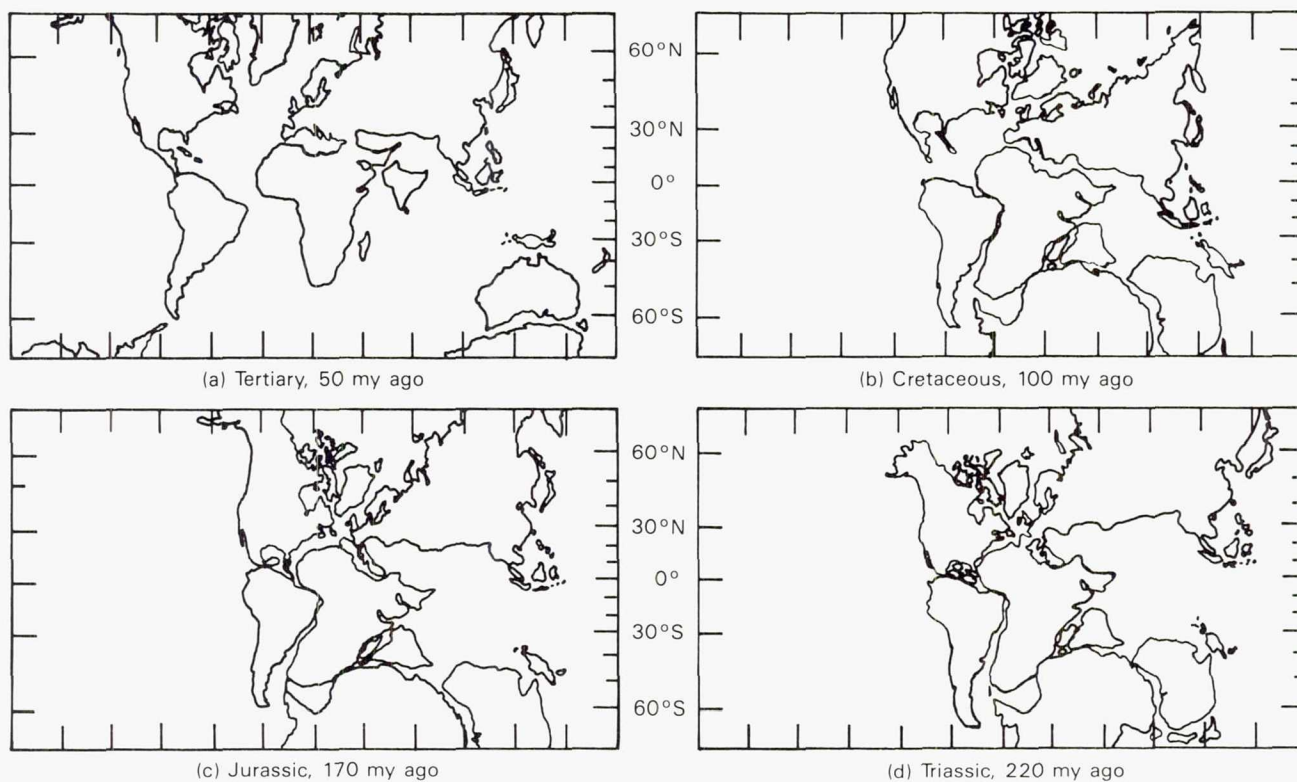 60°N
30°N
0°
30°S
60°S
(a) Tertiary, 50 my ago
(b) Cretaceous, 100 my ago
60°N
30°N
0°
30°S
60°S
(c) Jurassic, 170 my ago
(d) Triassic, 220 my ago